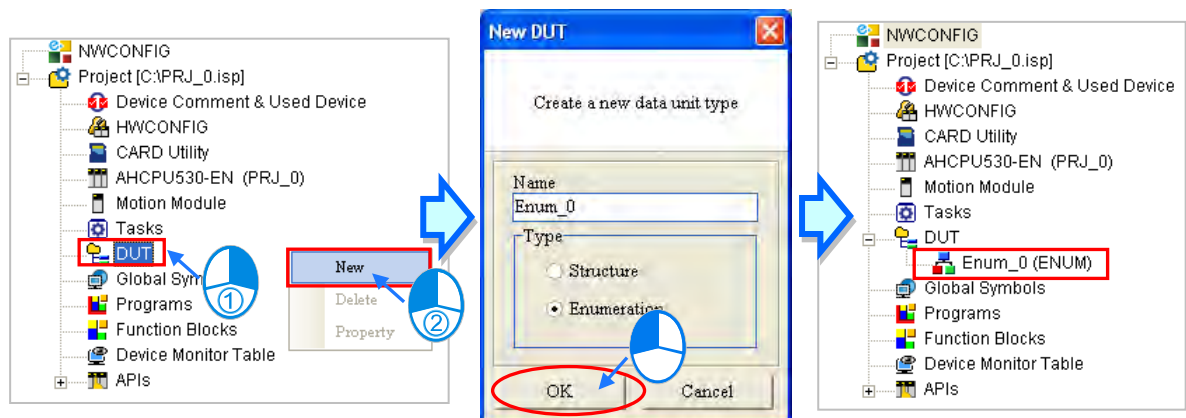 NWCONFIG
Project [C:\PRJ_0.isp]
Device Comment & Used Device
HWCONFIG
CARD Utility
AHCPU530-EN (PRJ_0)
Motion Module
Tasks
DUT
Global Sym
Programs
Function Blocks
Device Monitor Table
APIs
①
New
Delete
Property
②
New DUT
Create a new data unit type
Name
Enum_0
Type
Structure
Enumeration
OK
Cancel
NWCONFIG
Project [C:\PRJ_0.isp]
Device Comment & Used Device
HWCONFIG
CARD Utility
AHCPU530-EN (PRJ_0)
Motion Module
Tasks
DUT
Enum_0 (ENUM)
Global Symbols
Programs
Function Blocks
Device Monitor Table
APIs